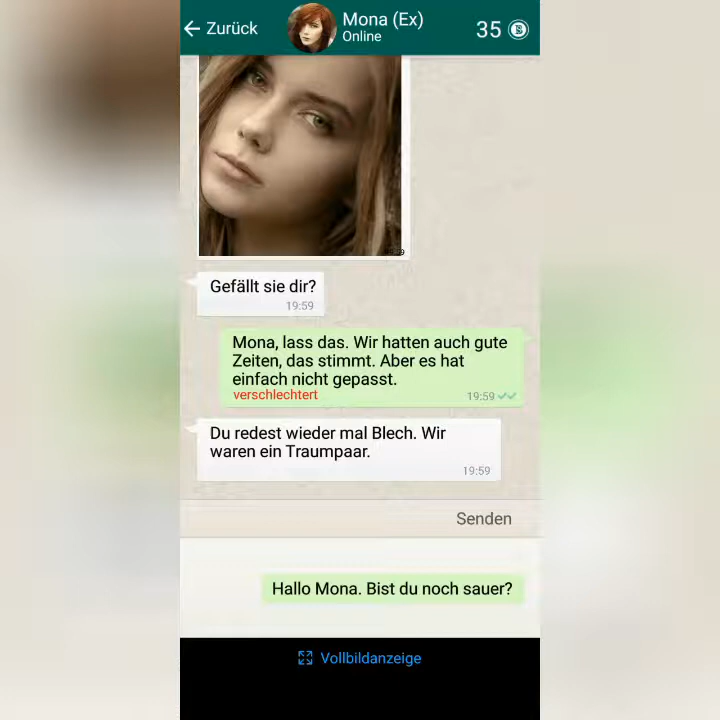 Zurück
Mona (Ex)
Online
35
Gefällt sie dir?
19:59
Mona, lass das. Wir hatten auch gute
Zeiten, das stimmt. Aber es hat
einfach nicht gepasst.
verschlechtert
19:59
Du redest wieder mal Blech. Wir
waren ein Traumpaar.
19:59
Senden
Hallo Mona. Bist du noch sauer?
Vollbildanzeige